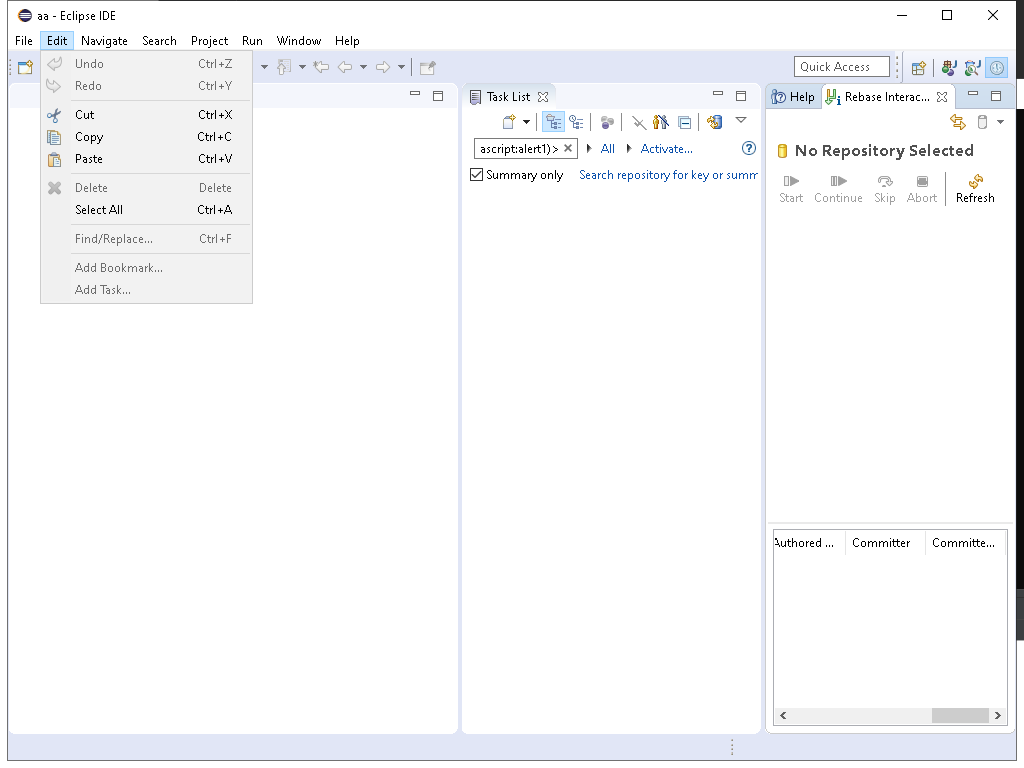 aa - Eclipse IDE
File Edit Navigate Search Project Run Window Help
Undo Ctrl+Z
Redo Ctrl+Y
Cut Ctrl+X
Copy Ctrl+C
Paste Ctrl+V
Delete Delete
Select All Ctrl+A
Find/Replace... Ctrl+F
Add Bookmark...
Add Task...
Quick Access
Task List
ascript:alert1)>
All
Activate...
Summary only
Search repository for key or summ
Help
Rebase Interac...
No Repository Selected
Start Continue Skip Abort Refresh
Authored ... Committer Committe...